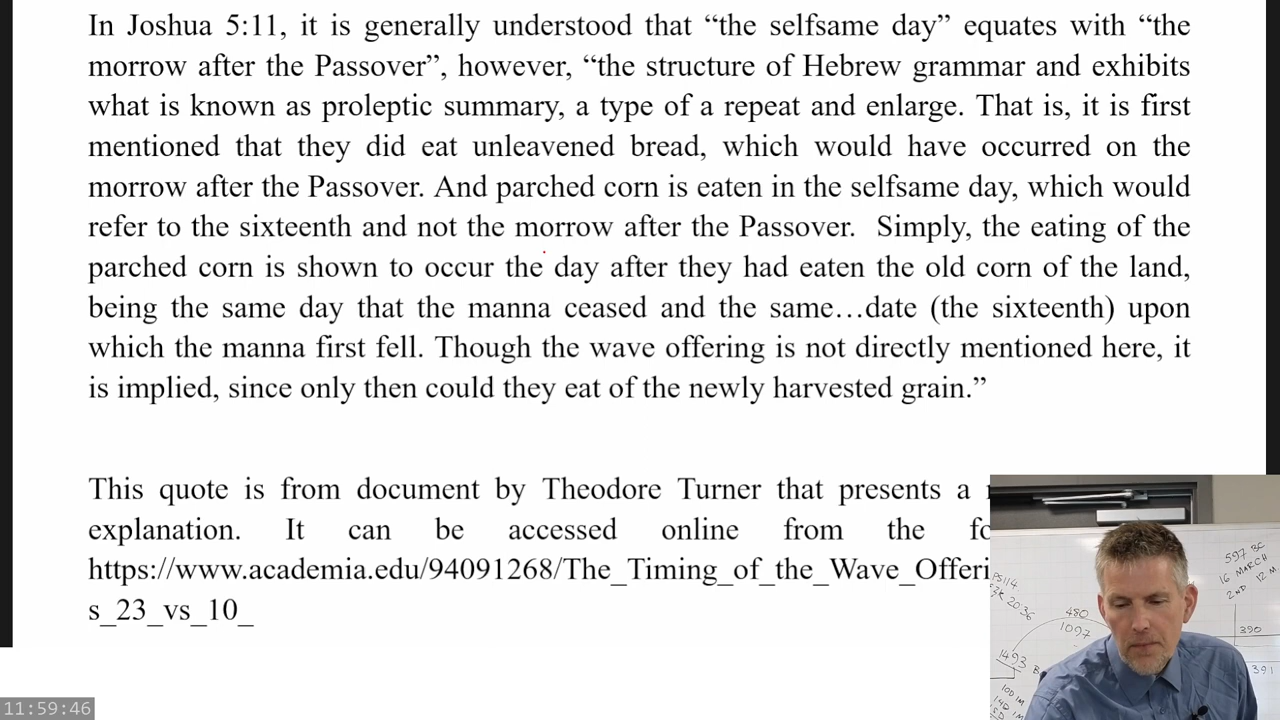 In Joshua 5:11, it is generally understood that “the selfsame day” equates with “the
morrow after the Passover”, however, “the structure of Hebrew grammar and exhibits
what is known as proleptic summary, a type of a repeat and enlarge. That is, it is first
mentioned that they did eat unleavened bread, which would have occurred on the
morrow after the Passover. And parched corn is eaten in the selfsame day, which would
refer to the sixteenth and not the morrow after the Passover. Simply, the eating of the
parched corn is shown to occur the day after they had eaten the old corn of the land,
being the same day that the manna ceased and the same…date (the sixteenth) upon
which the manna first fell. Though the wave offering is not directly mentioned here, it
is implied, since only then could they eat of the newly harvested grain.”
This quote is from document by Theodore Turner that presents a
explanation. It can be accessed online from the
https://www.academia.edu/94091268/The_Timing_of_the_Wave_Offeri
s_23_vs_10_
597 BC
16 MARCH
2ND 12 M
20:36
480
1097
390
1493
391
11:59:46